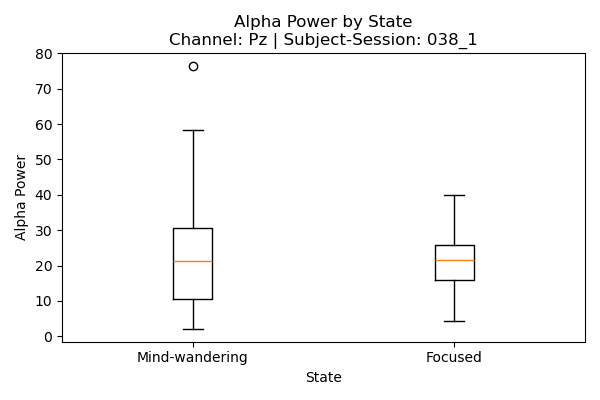 Alpha Power by State
Channel: Pz | Subject-Session: 038_1
Alpha Power
80
70
60
50
40
30
20
10
0
Mind-wandering
Focused
State